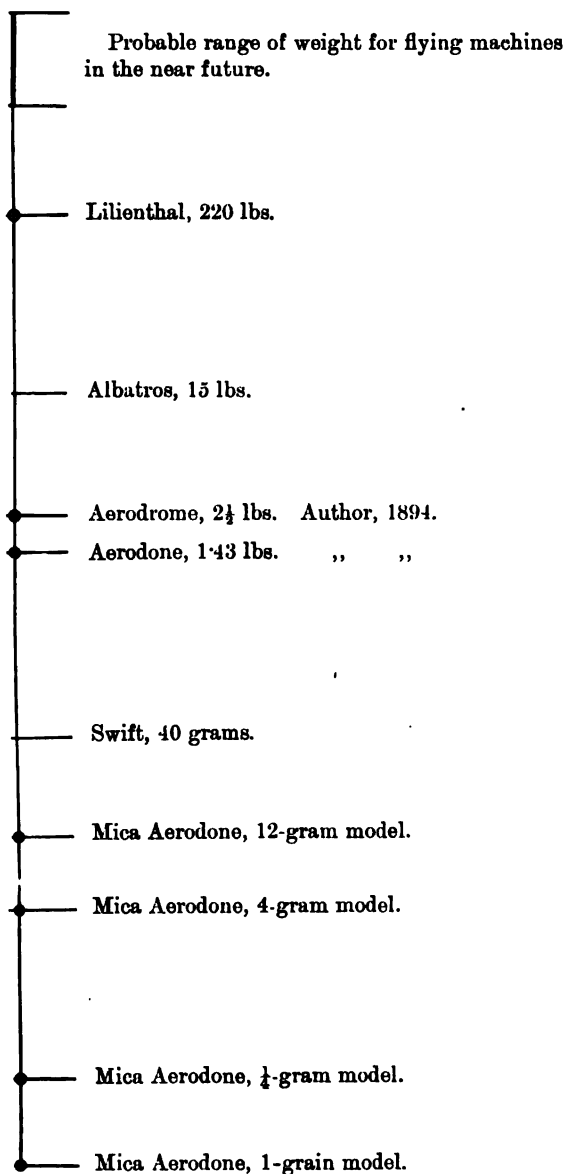 Probable range of weight for flying machines
in the near future.
Lilienthal, 220 lbs.
Albatros, 15 lbs.
Aerodrome, 2½ lbs. Author, 1894.
Aerodone, 1·43 lbs. ,, ,,
Swift, 40 grams.
Mica Aerodone, 12-gram model.
Mica Aerodone, 4-gram model.
Mica Aerodone, ¼-gram model.
Mica Aerodone, 1-grain model.